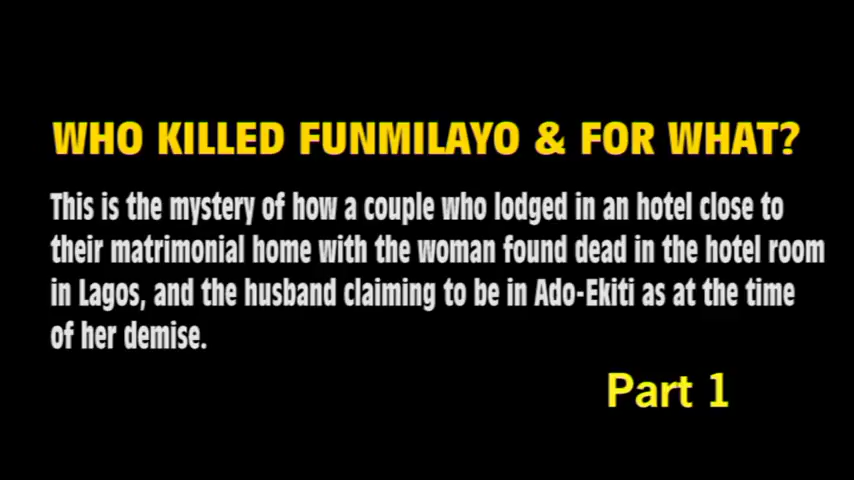 WHO KILLED FUNMILAYO & FOR WHAT?
This is the mystery of how a couple who lodged in an hotel close to
their matrimonial home with the woman found dead in the hotel room
in Lagos, and the husband claiming to be in Ado-Ekiti as at the time
of her demise.
Part 1